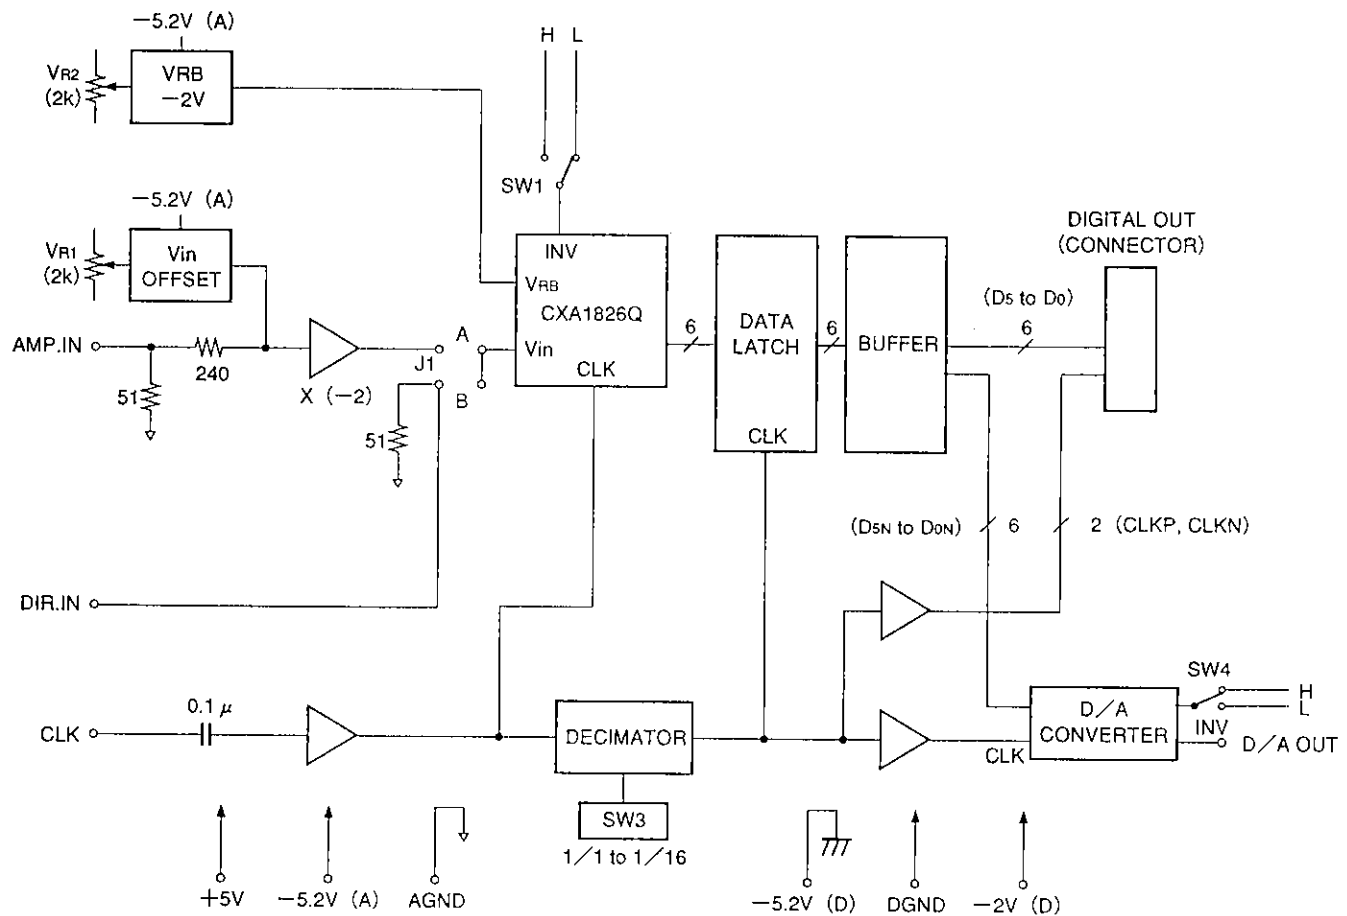 −5.2V (A)
H L
VR2
(2k)
VRB
−2V
SW1
−5.2V (A)
VR1
(2k)
Vin
OFFSET
INV
VRB
CXA1826Q
Vin
CLK
DIGITAL OUT
(CONNECTOR)
(D5 to D0)
6
6
6
DATA
LATCH
CLK
BUFFER
AMP.IN
240
51
X (−2)
J1
A
B
51
(D5N to D0N)
6
2 (CLKP, CLKN)
DIR.IN
CLK
0.1 μ
DECIMATOR
SW3
1/1 to 1/16
SW4
H
L
D/A
CONVERTER
CLK
INV
D/A OUT
+5V
−5.2V (A)
AGND
−5.2V (D)
DGND
−2V (D)